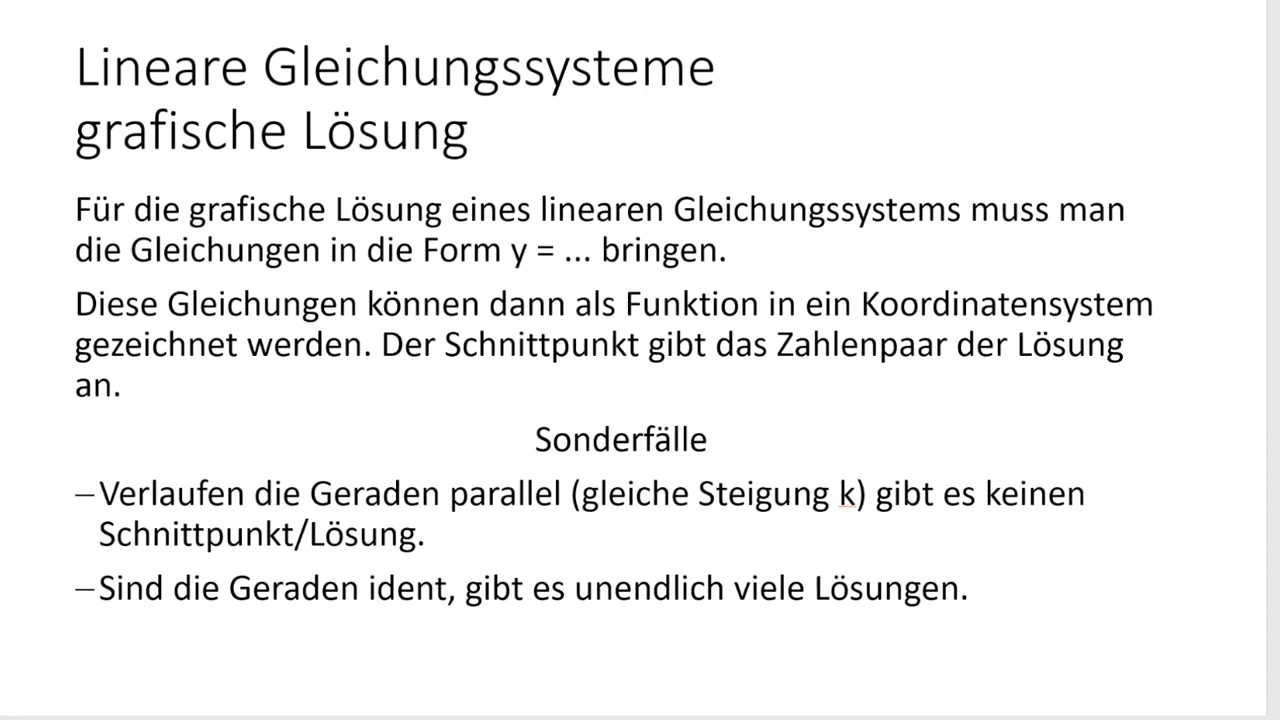 Lineare Gleichungssysteme
grafische Lösung
Für die grafische Lösung eines linearen Gleichungssystems muss man
die Gleichungen in die Form y = ... bringen.
Diese Gleichungen können dann als Funktion in ein Koordinatensystem
gezeichnet werden. Der Schnittpunkt gibt das Zahlenpaar der Lösung
an.
Sonderfälle
–Verlaufen die Geraden parallel (gleiche Steigung k) gibt es keinen
Schnittpunkt/Lösung.
–Sind die Geraden ident, gibt es unendlich viele Lösungen.